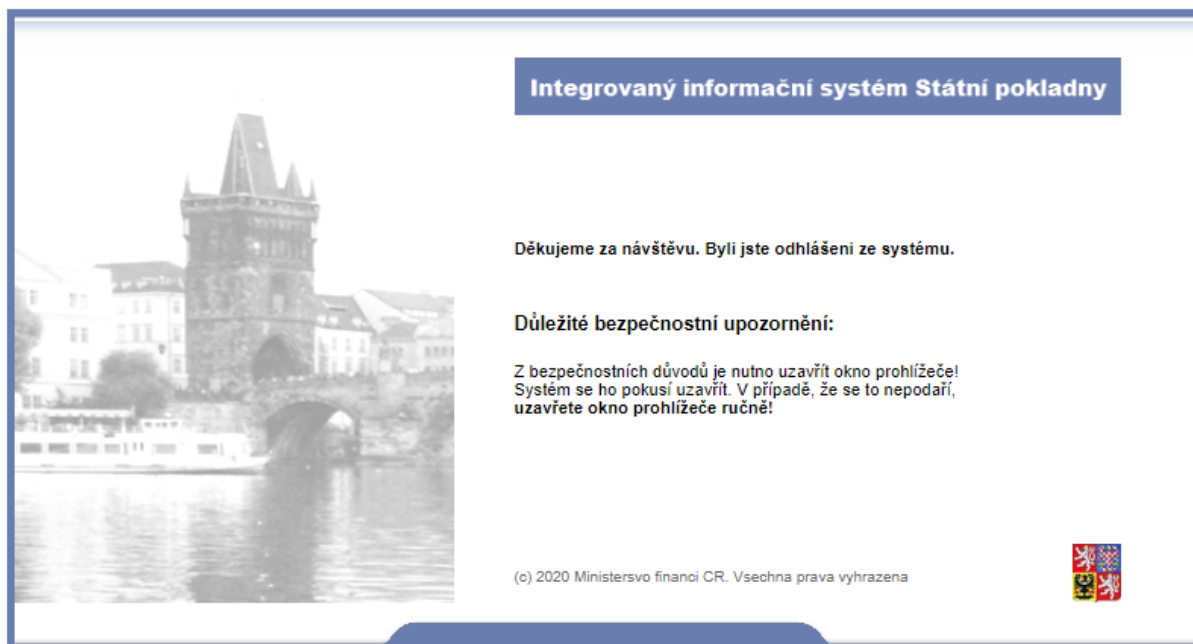 Integrovaný informační systém Státní pokladny
Děkujeme za návštěvu. Byli jste odhlášeni ze systému.
Důležité bezpečnostní upozornění:
Z bezpečnostních důvodů je nutno uzavřít okno prohlížeče!
Systém se ho pokusí uzavřít. V případě, že se to nepodaří,
uzavřete okno prohlížeče ručně!
(c) 2020 Ministersvo financi CR. Vsechna prava vyhrazena